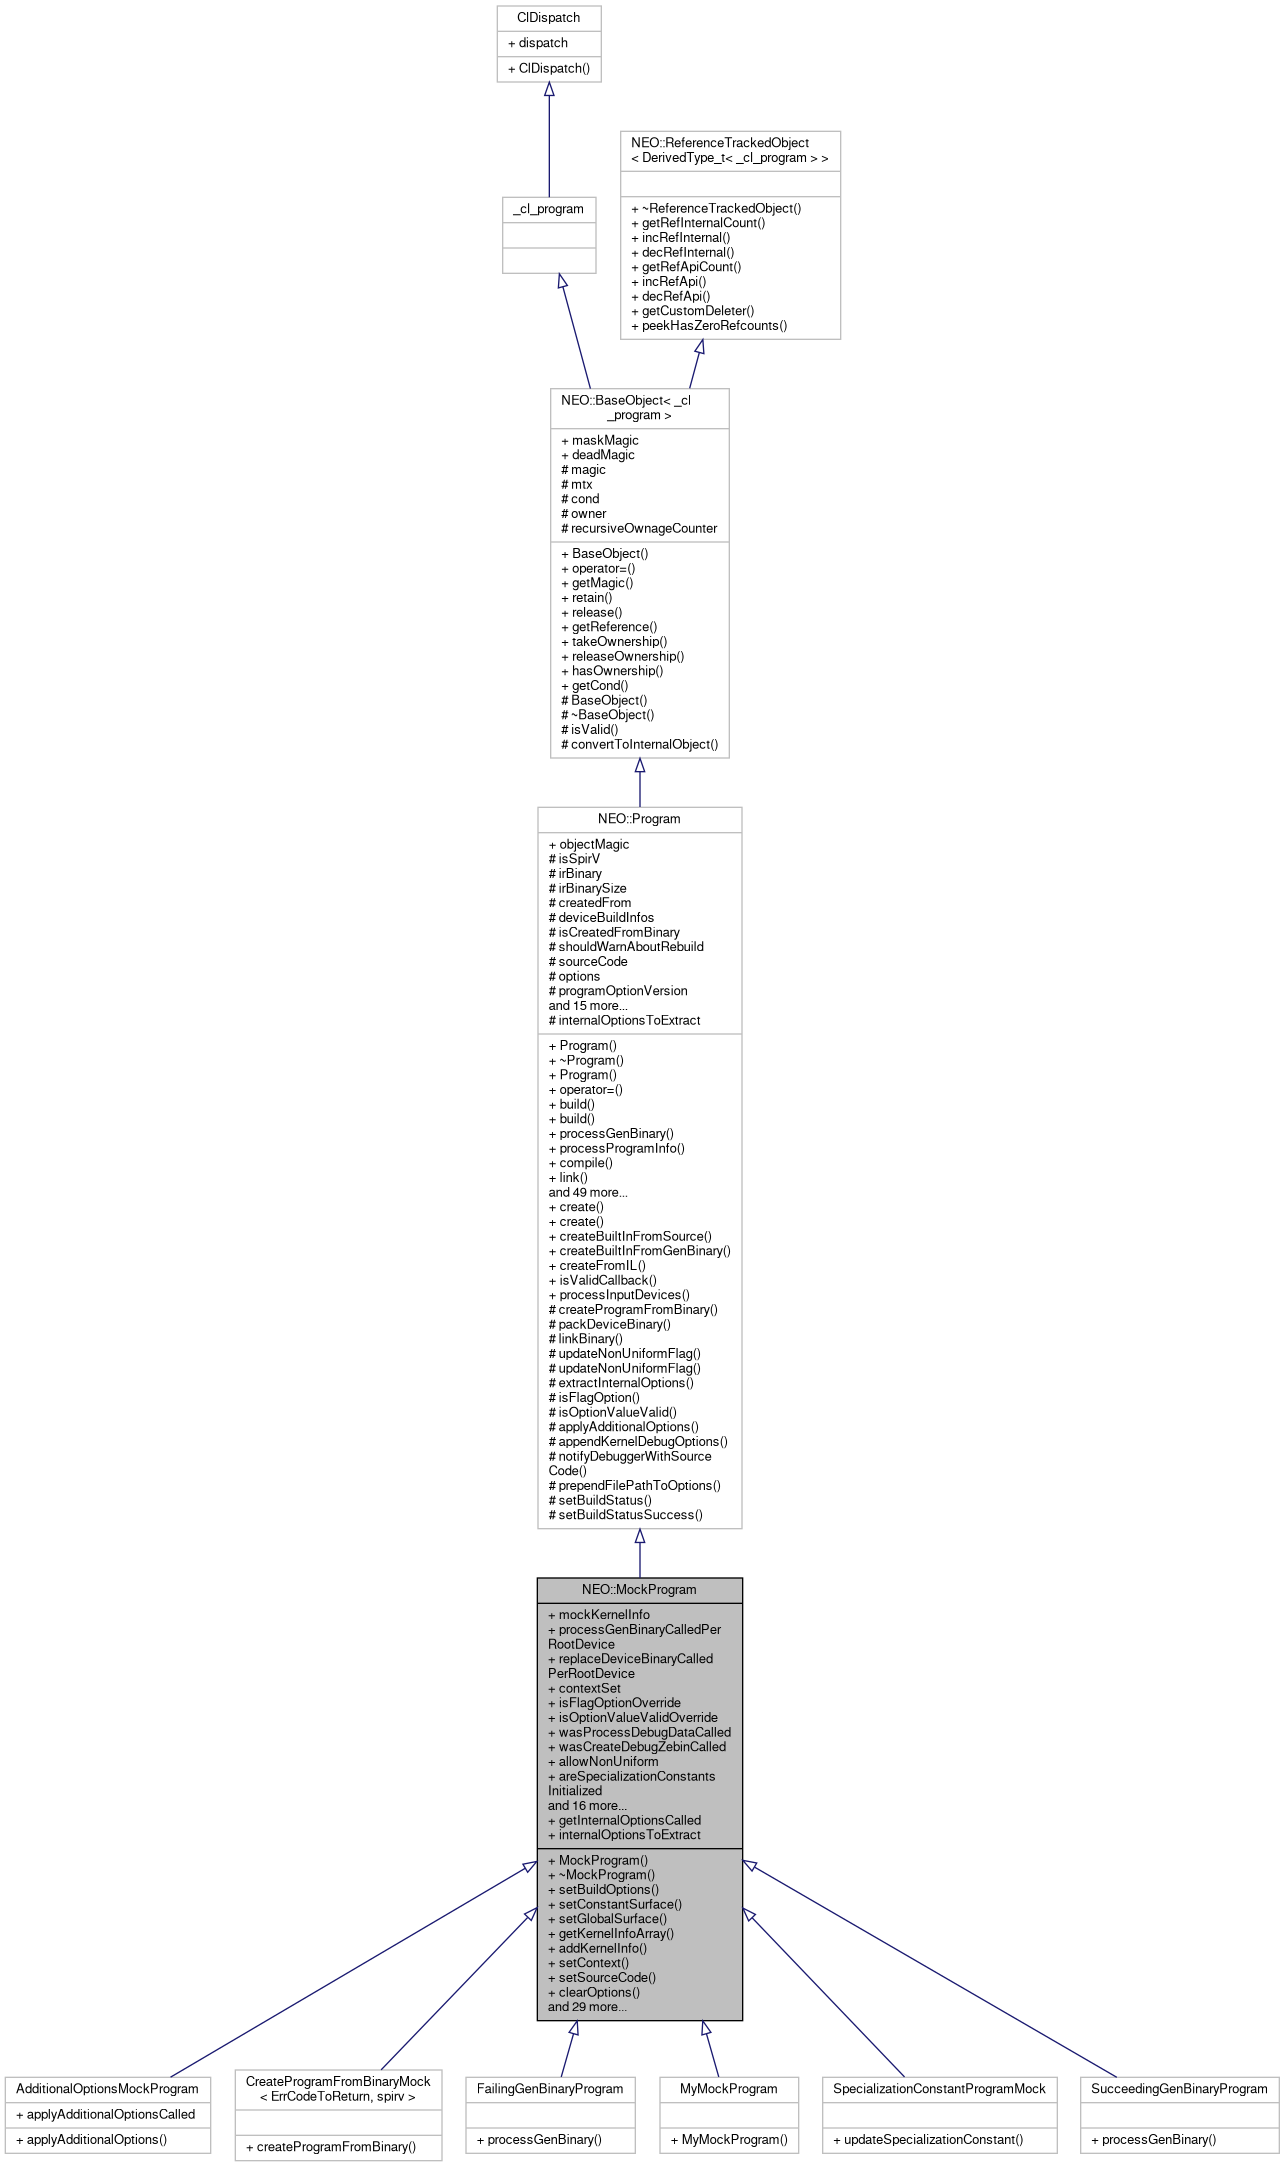 ClDispatch
+ dispatch
+ ClDispatch()
NEO::ReferenceTrackedObject
< DerivedType_t< _cl_program > >
+ ~ReferenceTrackedObject()
+ getRefInternalCount()
+ incRefInternal()
+ decRefInternal()
+ getRefApiCount()
+ incRefApi()
+ decRefApi()
+ getCustomDeleter()
+ peekHasZeroRefcounts()
_cl_program
NEO::BaseObject< _cl
_program >
+ maskMagic
+ deadMagic
# magic
# mtx
# cond
# owner
# recursiveOwnageCounter
+ BaseObject()
+ operator=()
+ getMagic()
+ retain()
+ release()
+ getReference()
+ takeOwnership()
+ releaseOwnership()
+ hasOwnership()
+ getCond()
# BaseObject()
# ~BaseObject()
# isValid()
# convertToInternalObject()
NEO::Program
+ objectMagic
# isSpirV
# irBinary
# irBinarySize
# createdFrom
# deviceBuildInfos
# isCreatedFromBinary
# shouldWarnAboutRebuild
# sourceCode
# options
# programOptionVersion
and 15 more...
# internalOptionsToExtract
+ Program()
+ ~Program()
+ Program()
+ operator=()
+ build()
+ build()
+ processGenBinary()
+ processProgramInfo()
+ compile()
+ link()
and 49 more...
+ create()
+ create()
+ createBuiltInFromSource()
+ createBuiltInFromGenBinary()
+ createFromIL()
+ isValidCallback()
+ processInputDevices()
# createProgramFromBinary()
# packDeviceBinary()
# linkBinary()
# updateNonUniformFlag()
# updateNonUniformFlag()
# extractInternalOptions()
# isFlagOption()
# isOptionValueValid()
# applyAdditionalOptions()
# appendKernelDebugOptions()
# notifyDebuggerWithSource
Code()
# prependFilePathToOptions()
# setBuildStatus()
# setBuildStatusSuccess()
NEO::MockProgram
+ mockKernelInfo
+ processGenBinaryCalledPer
RootDevice
+ replaceDeviceBinaryCalled
PerRootDevice
+ contextSet
+ isFlagOptionOverride
+ isOptionValueValidOverride
+ wasProcessDebugDataCalled
+ wasCreateDebugZebinCalled
+ allowNonUniform
+ areSpecializationConstants
Initialized
and 16 more...
+ getInternalOptionsCalled
+ internalOptionsToExtract
+ MockProgram()
+ ~MockProgram()
+ setBuildOptions()
+ setConstantSurface()
+ setGlobalSurface()
+ getKernelInfoArray()
+ addKernelInfo()
+ setContext()
+ setSourceCode()
+ clearOptions()
and 29 more...
AdditionalOptionsMockProgram
+ applyAdditionalOptionsCalled
+ applyAdditionalOptions()
CreateProgramFromBinaryMock
< ErrCodeToReturn, spirv >
+ createProgramFromBinary()
FailingGenBinaryProgram
+ processGenBinary()
MyMockProgram
+ MyMockProgram()
SpecializationConstantProgramMock
+ updateSpecializationConstant()
SucceedingGenBinaryProgram
+ processGenBinary()